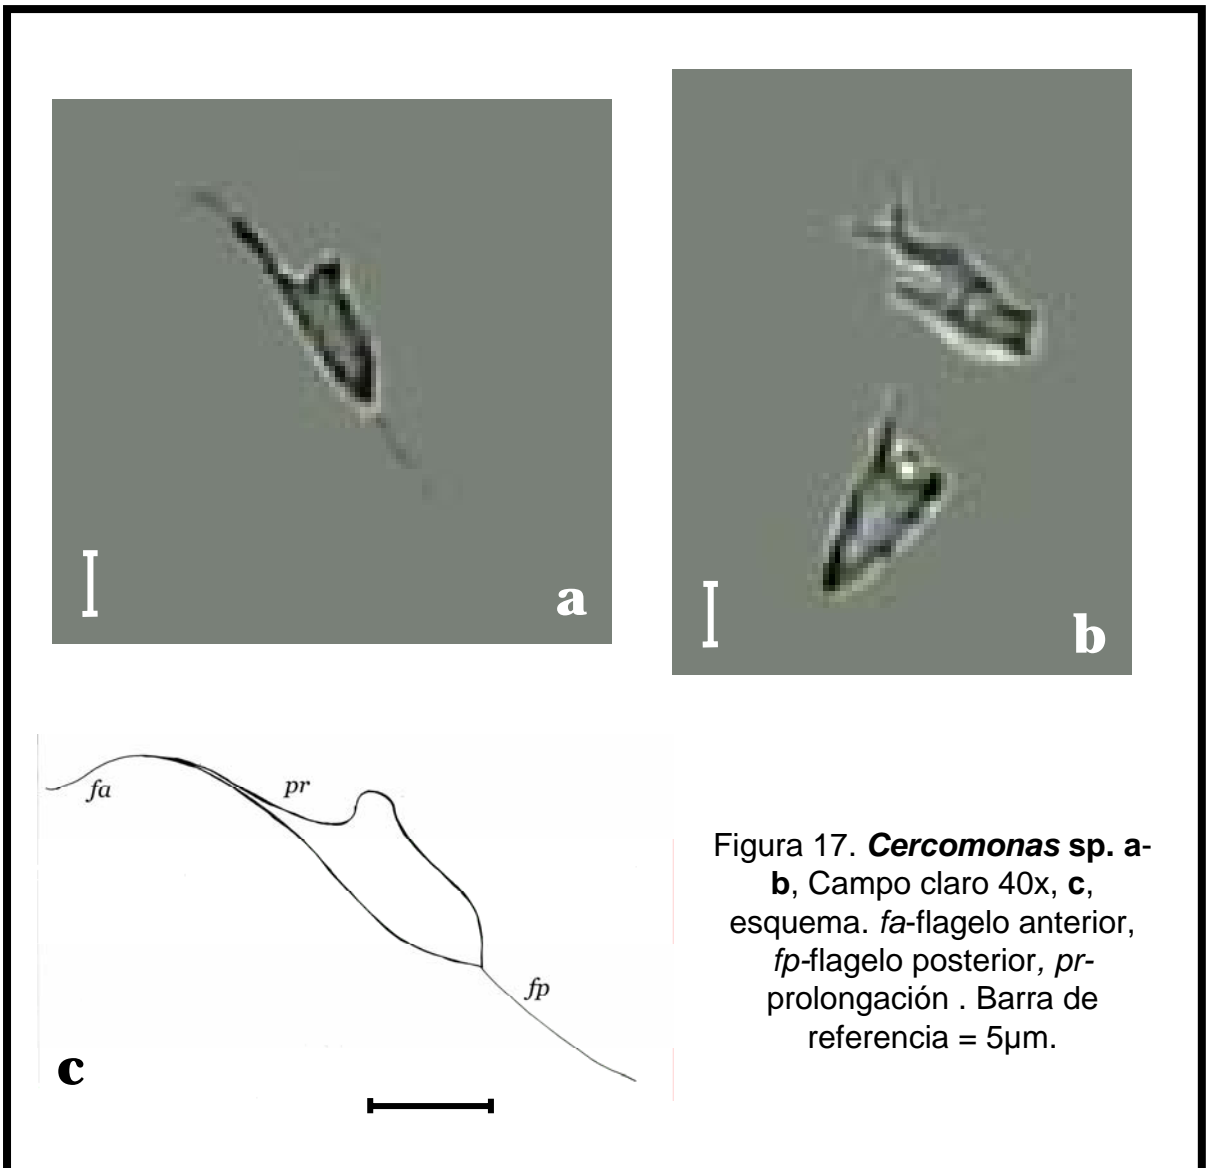 a
b
fa
pr
fp
c
Figura 17. Cercomonas sp. a-
b, Campo claro 40x, c,
esquema. fa-flagelo anterior,
fp-flagelo posterior, pr-
prolongación . Barra de
referencia = 5µm.